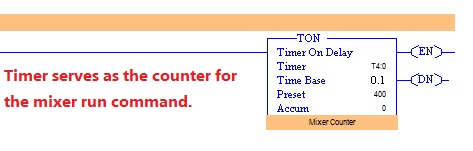 TON
Timer On Delay
Timer T4:0
Time Base 0.1
Preset 400
Accum 0
Mixer Counter
EN
DN
Timer serves as the counter for
the mixer run command.